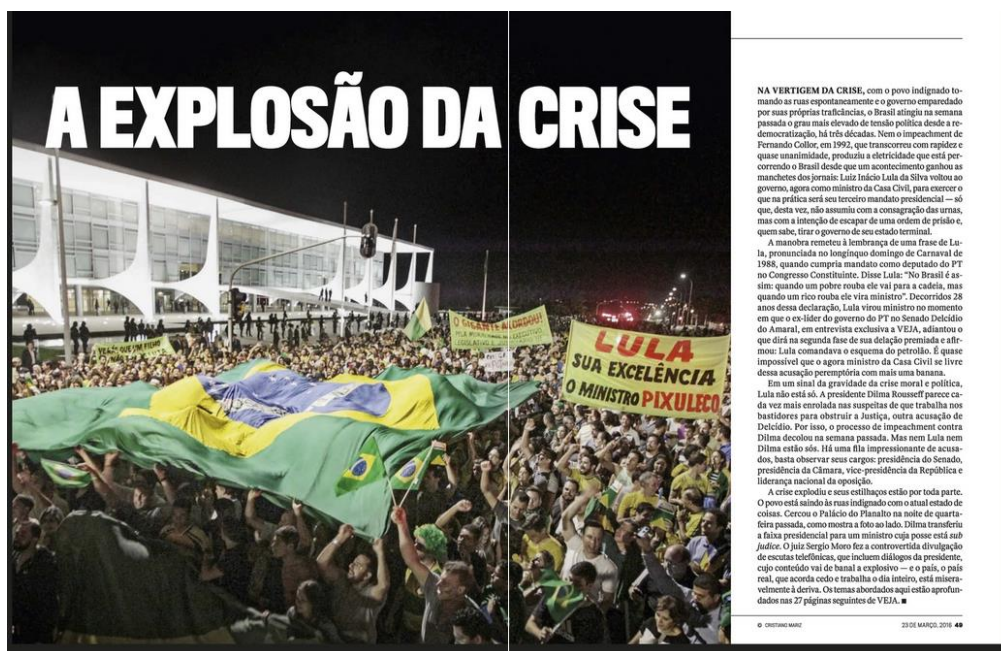 A EXPLOSÃO DA CRISE
O GIGANTE ACORDOU!
LULA
SUA EXCELÊNCIA
O MINISTRO PIXULECO
NA VERTIGEM DA CRISE, com o povo indignado to-
mando as ruas espontaneamente e o governo emparedado
por suas próprias traficâncias, o Brasil atingiu na semana
passada o grau mais elevado de tensão política desde a re-
democratização, há três décadas. Nem o impeachment de
Fernando Collor, em 1992, que transcorreu com rapidez e
quase unanimidade, produziu a eletricidade que está per-
correndo o Brasil desde que um acontecimento ganhou as
manchetes dos jornais: Luiz Inácio Lula da Silva voltou ao
governo, agora como ministro da Casa Civil, para exercer o
que na prática será seu terceiro mandato presidencial — só
que, desta vez, não assumiu com a consagração das urnas,
mas com a intenção de escapar de uma ordem de prisão e,
quem sabe, tirar o governo de seu estado terminal.
A manobra remeteu à lembrança de uma frase de Lu-
la, pronunciada no longínquo domingo de Carnaval de
1988, quando cumpria mandato como deputado do PT
no Congresso Constituinte. Disse Lula: “No Brasil é as-
sim: quando um pobre rouba ele vai para a cadeia, mas
quando um rico rouba ele vira ministro”. Decorridos 28
anos dessa declaração, Lula virou ministro no momento
em que o ex-líder do governo do PT no Senado Delcídio
do Amaral, em entrevista exclusiva a VEJA, adiantou o
que dirá na segunda fase de sua delação premiada e afir-
mou: Lula comandava o esquema do petrolão. É quase
impossível que o agora ministro da Casa Civil se livre
dessa acusação peremptória com mais uma banana.
Em um sinal da gravidade da crise moral e política,
Lula não está só. A presidente Dilma Rousseff parece ca-
da vez mais enrolada nas suspeitas de que trabalha nos
bastidores para obstruir a Justiça, outra acusação de
Delcídio. Por isso, o processo de impeachment contra
Dilma decolou na semana passada. Mas nem Lula nem
Dilma estão sós. Há uma fila impressionante de acusa-
dos, basta observar seus cargos: presidência do Senado,
presidência da Câmara, vice-presidência da República e
liderança nacional da oposição.
A crise explodiu e seus estilhaços estão por toda parte.
O povo está saindo às ruas indignado com o atual estado de
coisas. Cercou o Palácio do Planalto na noite de quarta-
feira passada, como mostra a foto ao lado. Dilma transferiu
a faixa presidencial para um ministro cuja posse está sub
judice. O juiz Sergio Moro fez a controvertida divulgação
de escutas telefônicas, que incluem diálogos da presidente,
cujo conteúdo vai de banal a explosivo — e o país, o país
real, que acorda cedo e trabalha o dia inteiro, está misera-
velmente à deriva. Os temas abordados aqui estão aprofun-
dados nas 27 páginas seguintes de VEJA. ■
CRISTIANO MARIZ
23 DE MARÇO, 2016 49